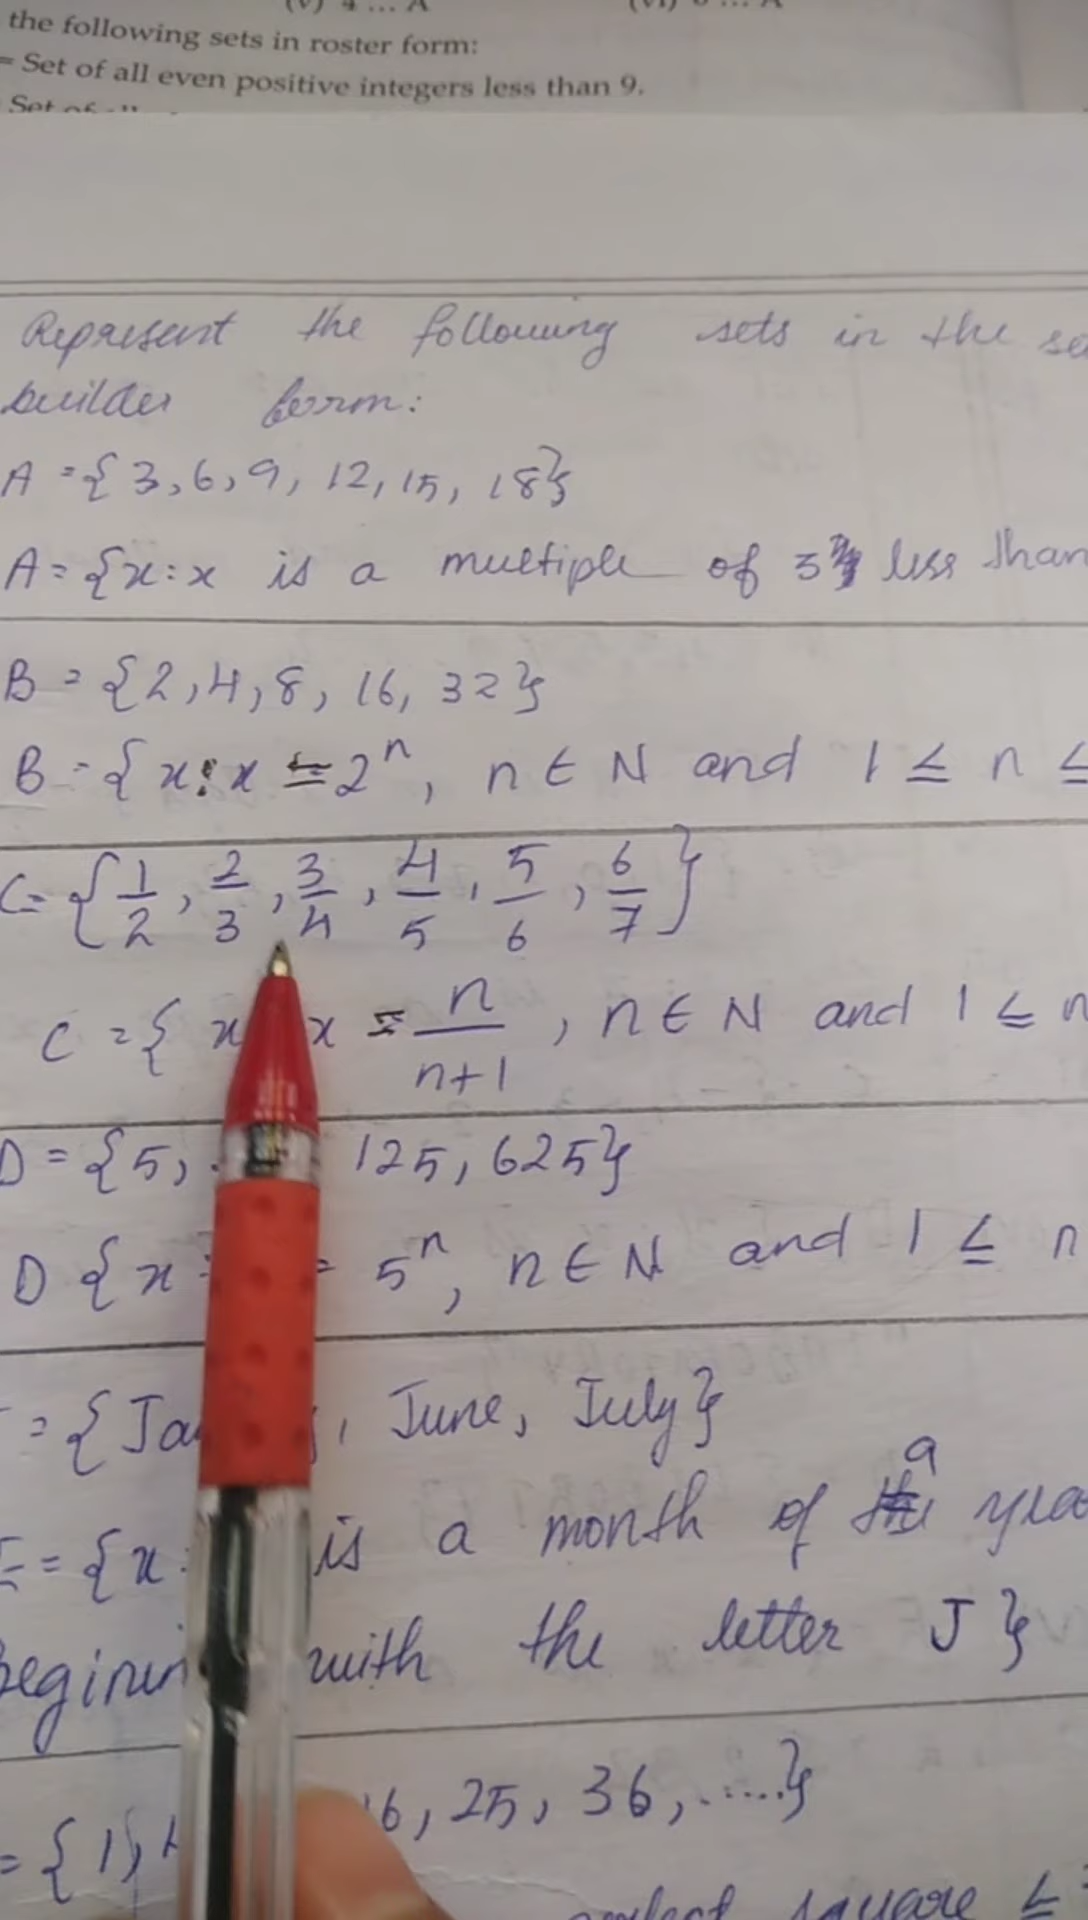 the following sets in roster form:
= Set of all even positive integers less than 9.
Set of all
Represent the following sets in the
builder form:
A = {3, 6, 9, 12, 15, 18}
A = {x : x is a multiple of 3 less than
B = {2, 4, 8, 16, 32}
B = {x : x = 2ⁿ, n ∈ N and 1 ≤ n ≤
C = {1/2, 2/3, 3/4, 4/5, 5/6, 6/7}
C = { x x = n/(n+1), n ∈ N and 1 ≤ n
D = {5, 125, 625}
D {x : = 5ⁿ, n ∈ N and 1 ≤ n
= { , June, July}
E = {x : is a month of a
with the letter J}
= {1, 16, 25, 36, .....}
square ≤